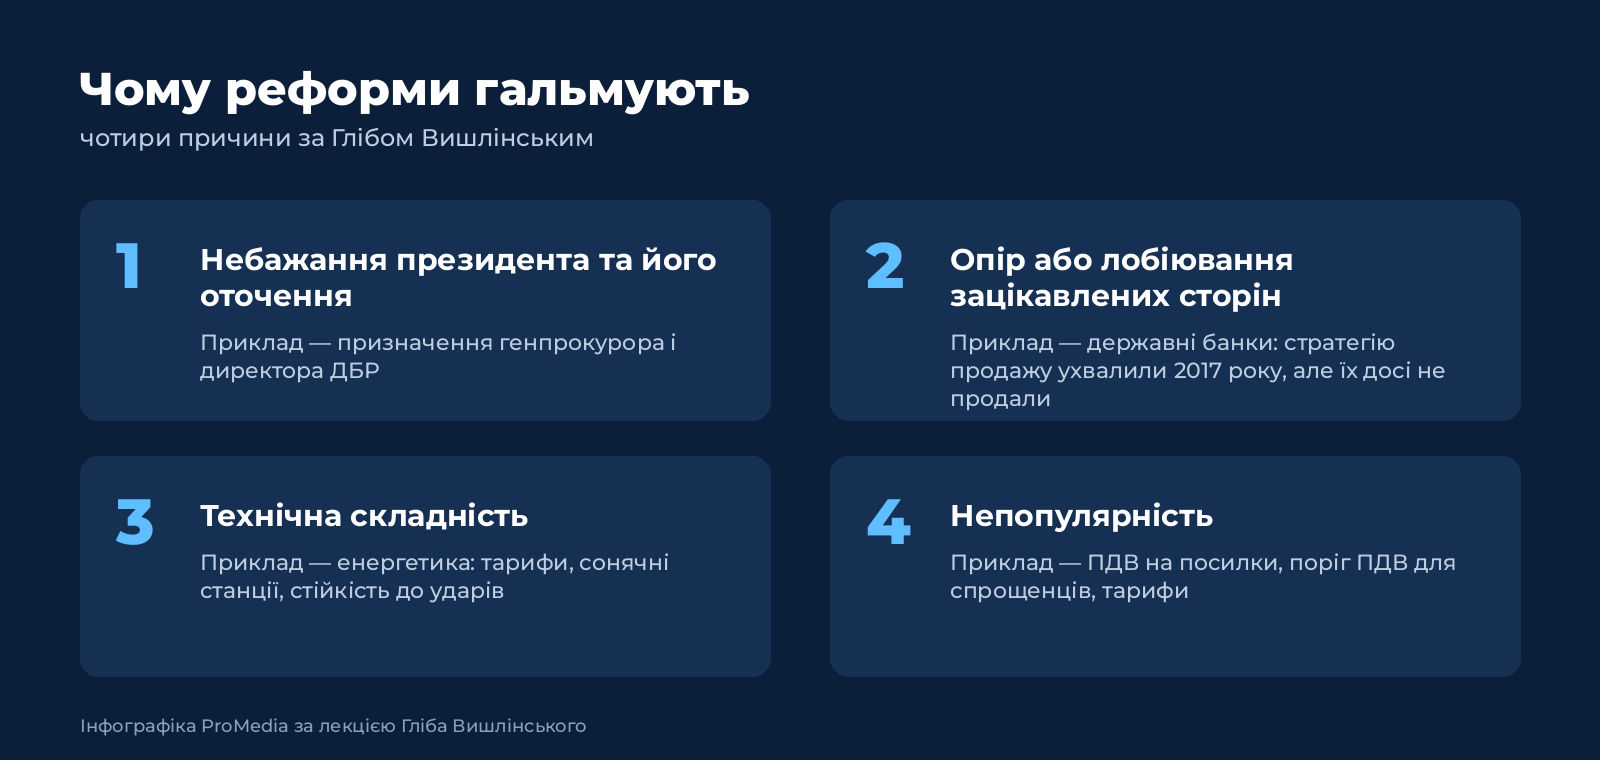 Чому реформи гальмують
чотири причини за Глібом Вишлінським
1
Небажання президента та його
оточення
Приклад — призначення генпрокурора і
директора ДБР
2
Опір або лобіювання
зацікавлених сторін
Приклад — державні банки: стратегію
продажу ухвалили 2017 року, але їх досі не
продали
3
Технічна складність
Приклад — енергетика: тарифи, сонячні
станції, стійкість до ударів
4
Непопулярність
Приклад — ПДВ на посилки, поріг ПДВ для
спрощенців, тарифи
Інфографіка ProMedia за лекцією Гліба Вишлінського